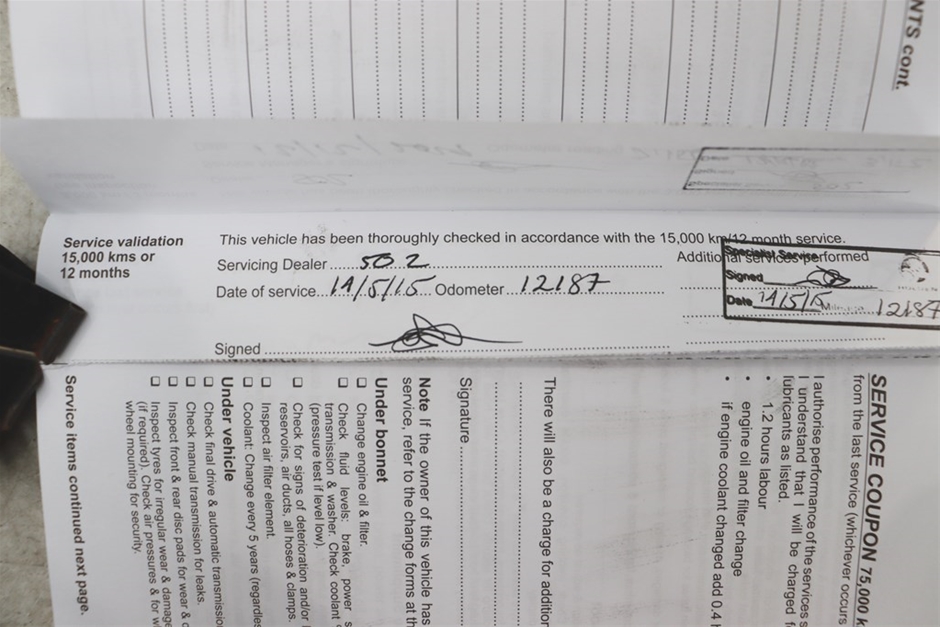 NTS cont.
Service validation
15,000 kms or
12 months
This vehicle has been thoroughly checked in accordance with the 15,000 km/12 month service.
Servicing Dealer 502
Additional services performed
Date of service 14/5/15 Odometer 12187
Signed
Specialist Service
Signed
Date 14/5/15 12187
SERVICE COUPON 75,000 k
from the last service (whichever occurs
I authorise performance of the services
I understand that I will be charged f
lubricants as listed.
• 1.2 hours labour
• engine oil and filter change
• if engine coolant changed add 0.4
There will also be a charge for addition
Signature
Note If the owner of this vehicle has
service, refer to the change forms at th
Under bonnet
❑ Change engine oil & filter.
❑ Check fluid levels: brake, power s
transmission & washer. Check coolant
(pressure test if level low).
❑ Check for signs of deterioration and/or
reservoirs, air ducts, all hoses & clamps.
❑ Inspect air filter element.
❑ Coolant: Change every 5 years (regardles
Under vehicle
❑ Check final drive & automatic transmissio
❑ Check manual transmission for leaks.
❑ Inspect front & rear disc pads for wear & c
❑ Inspect tyres for irregular wear & damage
(if required). Check air pressures & for w
wheel mounting for security.
Service items continued next page.